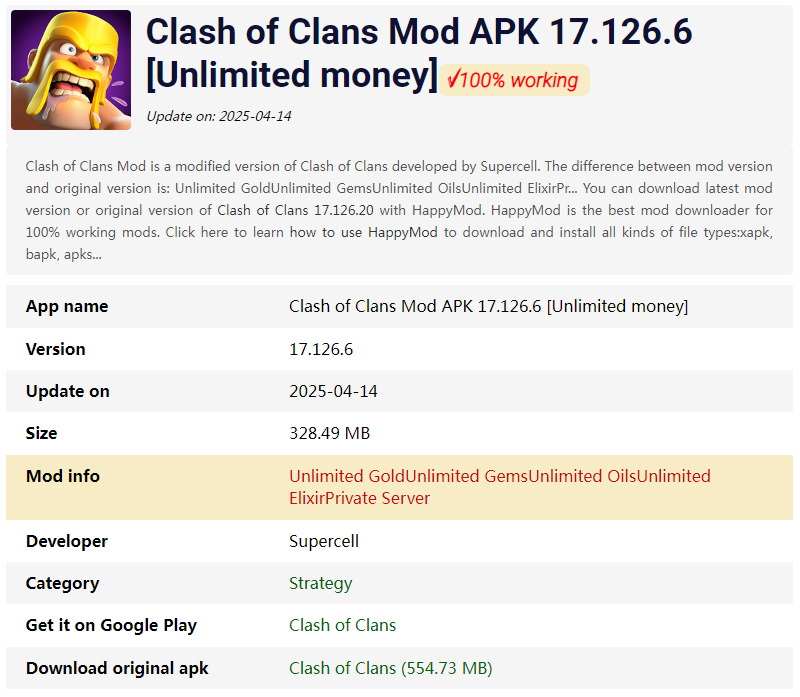 Clash of Clans Mod APK 17.126.6
[Unlimited money] ✓100% working
Update on: 2025-04-14
Clash of Clans Mod is a modified version of Clash of Clans developed by Supercell. The difference between mod version
and original version is: Unlimited GoldUnlimited GemsUnlimited OilsUnlimited ElixirPr... You can download latest mod
version or original version of Clash of Clans 17.126.20 with HappyMod. HappyMod is the best mod downloader for
100% working mods. Click here to learn how to use HappyMod to download and install all kinds of file types:xapk,
bapk, apks...
App name Clash of Clans Mod APK 17.126.6 [Unlimited money]
Version 17.126.6
Update on 2025-04-14
Size 328.49 MB
Mod info Unlimited GoldUnlimited GemsUnlimited OilsUnlimited
ElixirPrivate Server
Developer Supercell
Category Strategy
Get it on Google Play Clash of Clans
Download original apk Clash of Clans (554.73 MB)